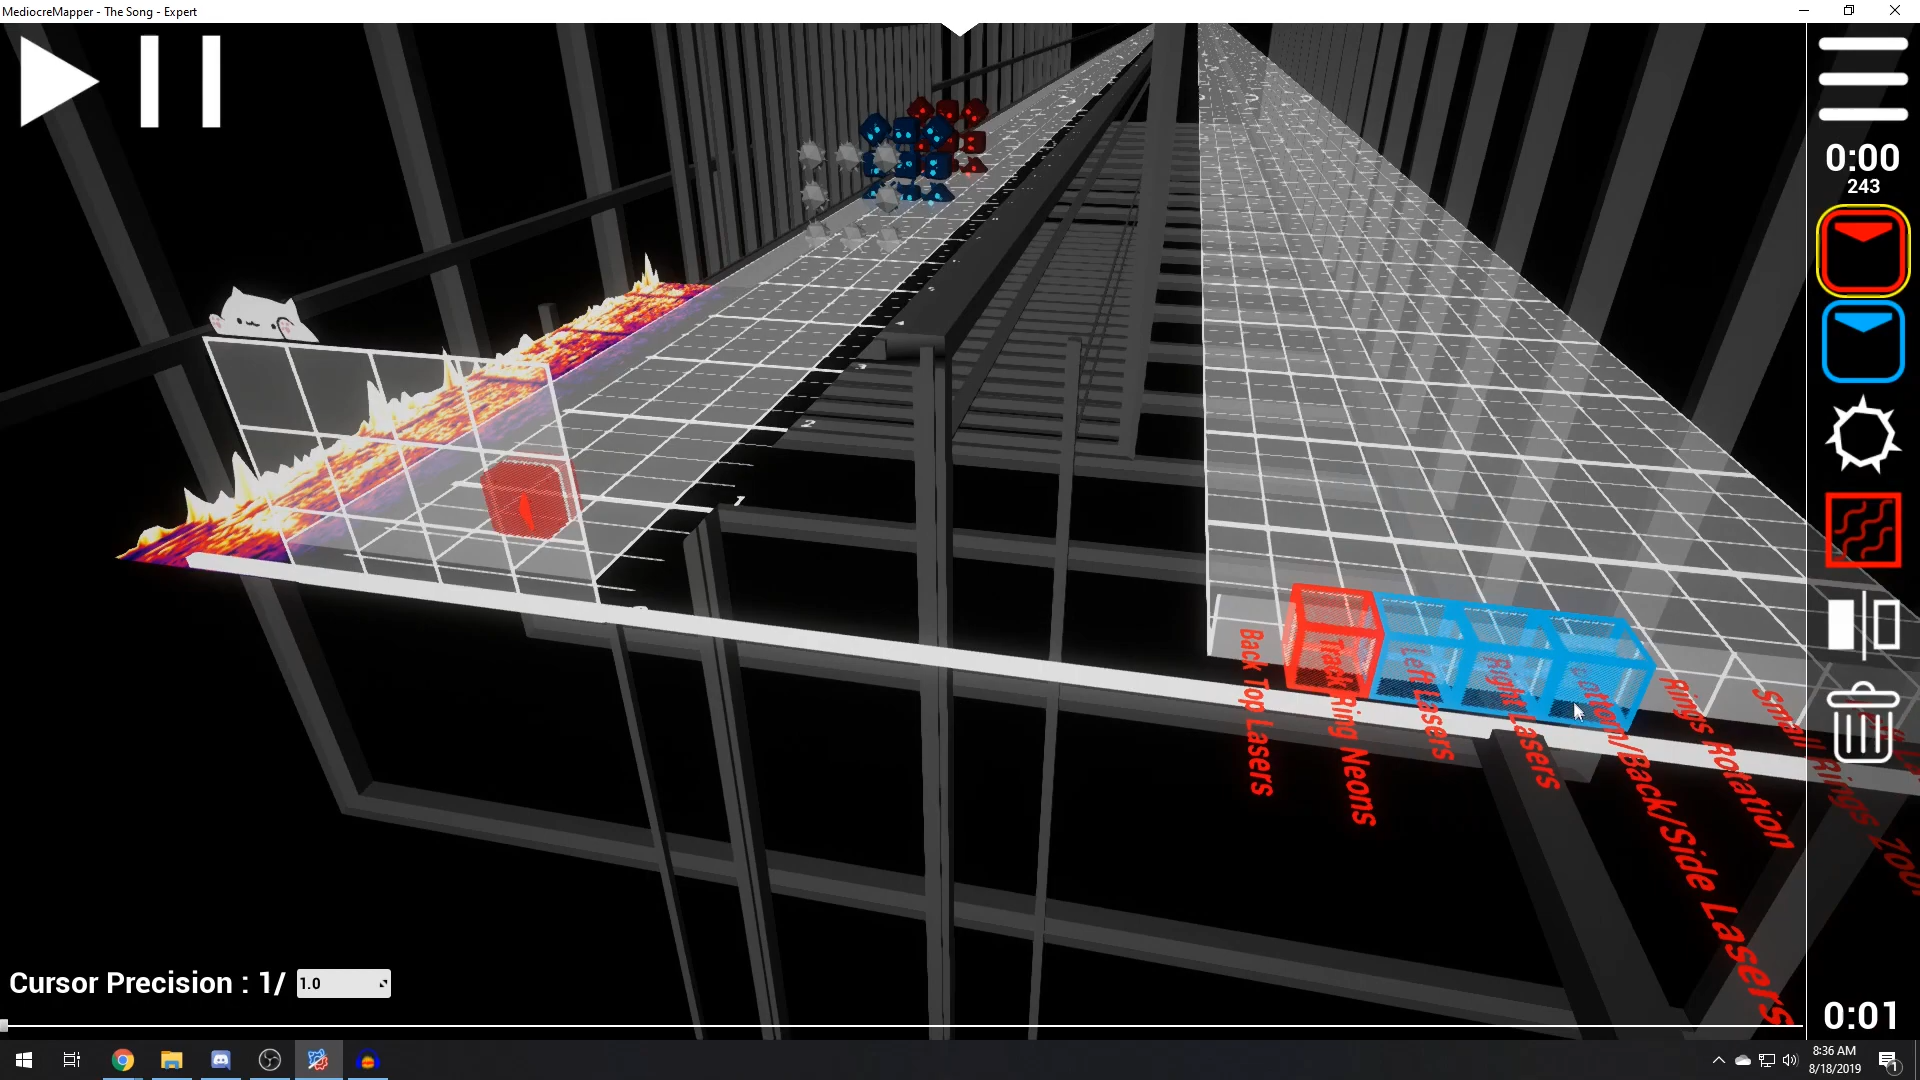 MediocreMapper - The Song - Expert
0:00
243
2
1
Back Top Lasers
Track Ring Neons
Left Lasers
Right Lasers
Bottom/Back/Side Lasers
Rings Rotation
Small Rings Zoom
Cursor Precision : 1/ 1.0
0:01
8:36 AM
8/18/2019
1